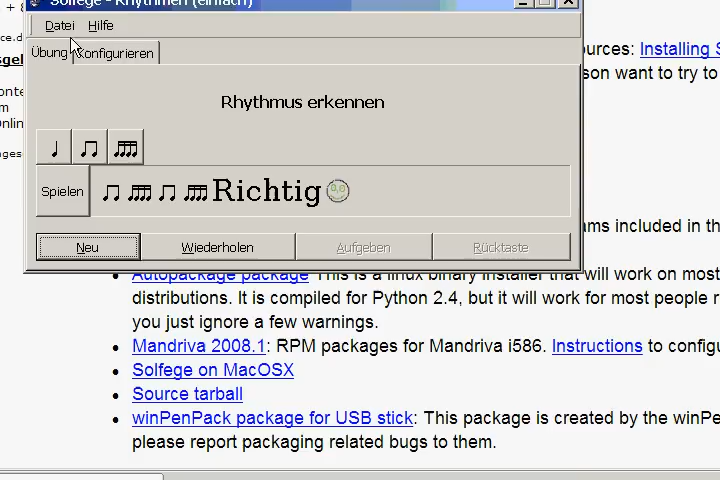 Solfege - Rhythmen (einfach)
Datei Hilfe
Übung Konfigurieren
Rhythmus erkennen
Spielen Richtig
Neu Wiederholen Aufgeben Rücktaste
urces: Installing S
son want to try to
ams included in th
Autopackage package This is a linux binary installer that will work on most
distributions. It is compiled for Python 2.4, but it will work for most people r
you just ignore a few warnings.
Mandriva 2008.1: RPM packages for Mandriva i586. Instructions to configu
Solfege on MacOSX
Source tarball
winPenPack package for USB stick: This package is created by the winPe
please report packaging related bugs to them.